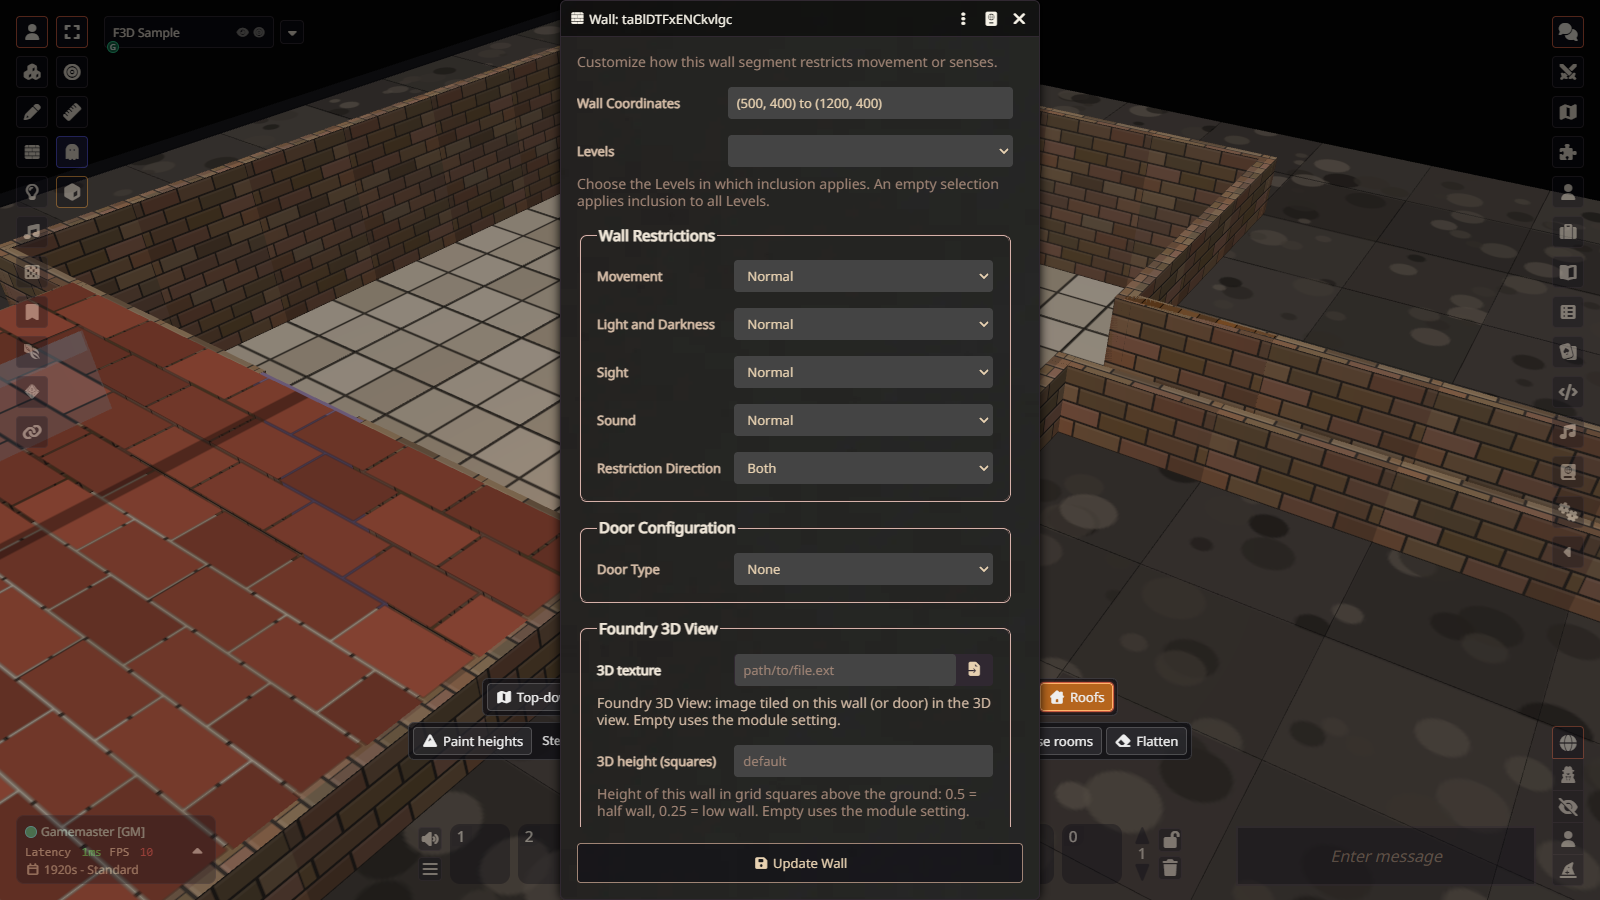 Wall: taBlDTFxENCkvlgc
F3D Sample
G
Customize how this wall segment restricts movement or senses.
Wall Coordinates
(500, 400) to (1200, 400)
Levels
Choose the Levels in which inclusion applies. An empty selection
applies inclusion to all Levels.
Wall Restrictions
Movement
Normal
Light and Darkness
Normal
Sight
Normal
Sound
Normal
Restriction Direction
Both
Door Configuration
Door Type
None
Foundry 3D View
3D texture
path/to/file.ext
Foundry 3D View: image tiled on this wall (or door) in the 3D
view. Empty uses the module setting.
3D height (squares)
default
Height of this wall in grid squares above the ground: 0.5 =
half wall, 0.25 = low wall. Empty uses the module setting.
Update Wall
Top-do
Roofs
Paint heights
Ste
se rooms
Flatten
Gamemaster [GM]
Latency 1ms FPS 10
1920s - Standard
1
2
0
1
Enter message